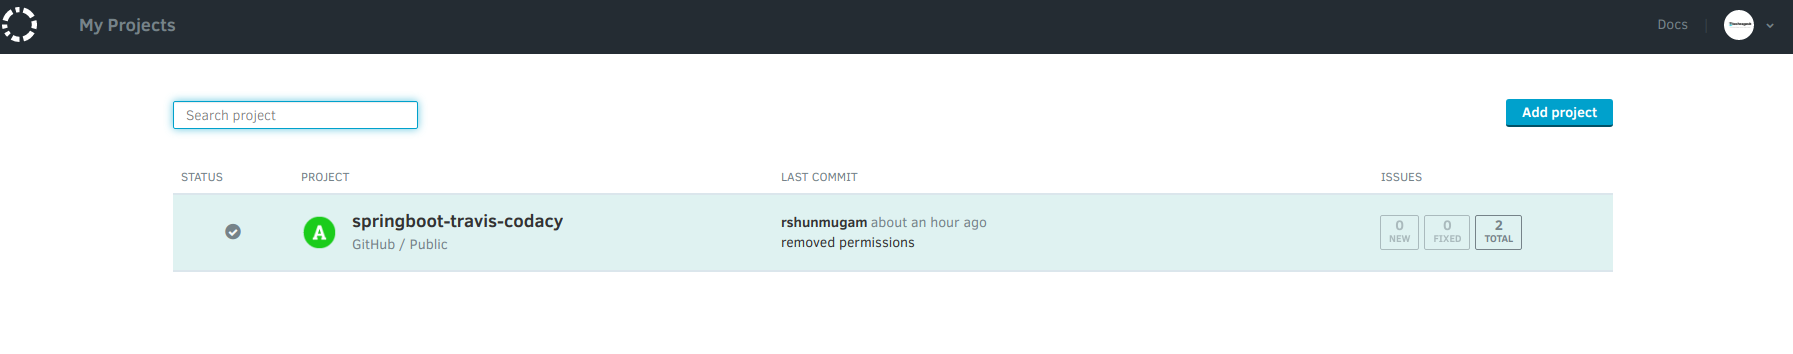 My Projects
Docs
Search project
Add project
STATUS PROJECT LAST COMMIT ISSUES
A
springboot-travis-codacy
GitHub / Public
rshunmugam about an hour ago
removed permissions
0 NEW
0 FIXED
2 TOTAL